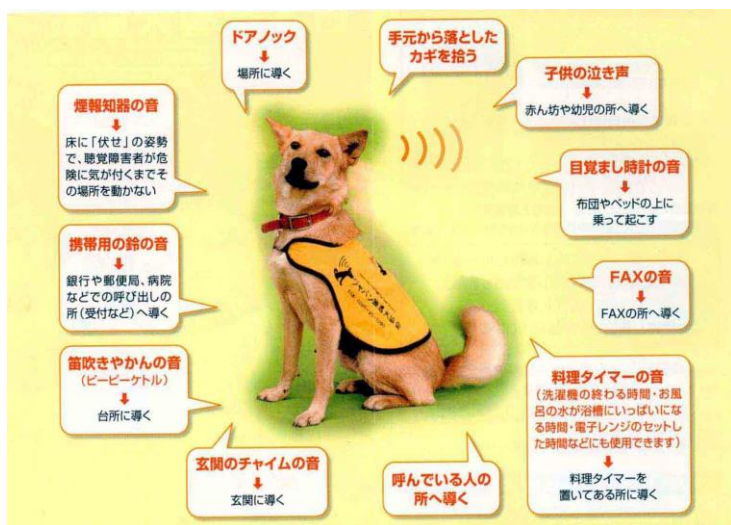 ドアノック
場所に導く
手元から落とした
カギを拾う
子供の泣き声
赤ん坊や幼児の所へ導く
煙報知器の音
床に「伏せ」の姿勢
で、聴覚障害者が危
険に気が付くまでそ
の場所を動かない
目覚まし時計の音
布団やベッドの上に
乗って起こす
携帯用の鈴の音
銀行や郵便局、病院
などでの呼び出しの
所(受付など)へ導く
FAXの音
FAXの所へ導く
笛吹きやかんの音
(ピーピーケトル)
台所に導く
料理タイマーの音
(洗濯機の終わる時間・お風
呂の水が浴槽にいっぱいにな
る時間・電子レンジのセットし
た時間などにも使用できます)
料理タイマーを
置いてある所に導く
玄関のチャイムの音
玄関に導く
呼んでいる人の
所へ導く